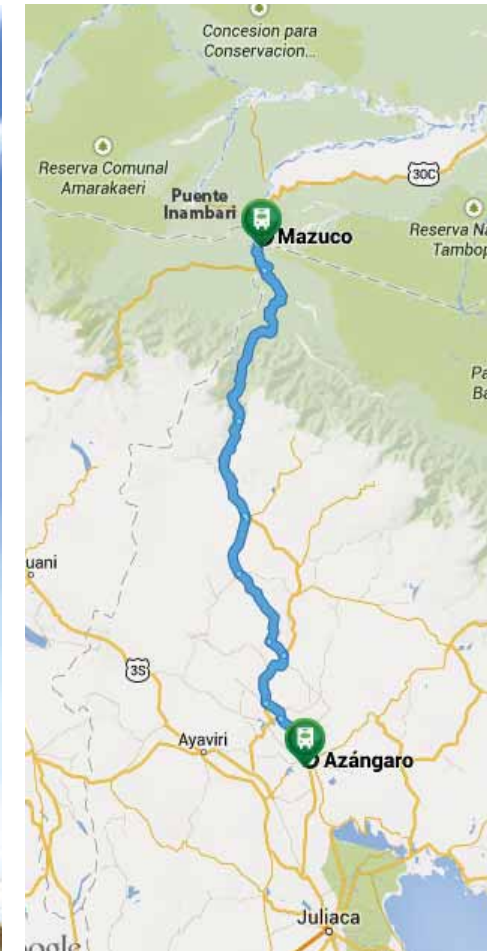 Concesion para
Conservacion...
30C
Reserva Comunal
Amarakaeri
Puente
Inambari
Mazuco
Reserva Na
Tambop
Pa
Ba
uani
3S
Ayaviri
Azángaro
Juliaca
ogle